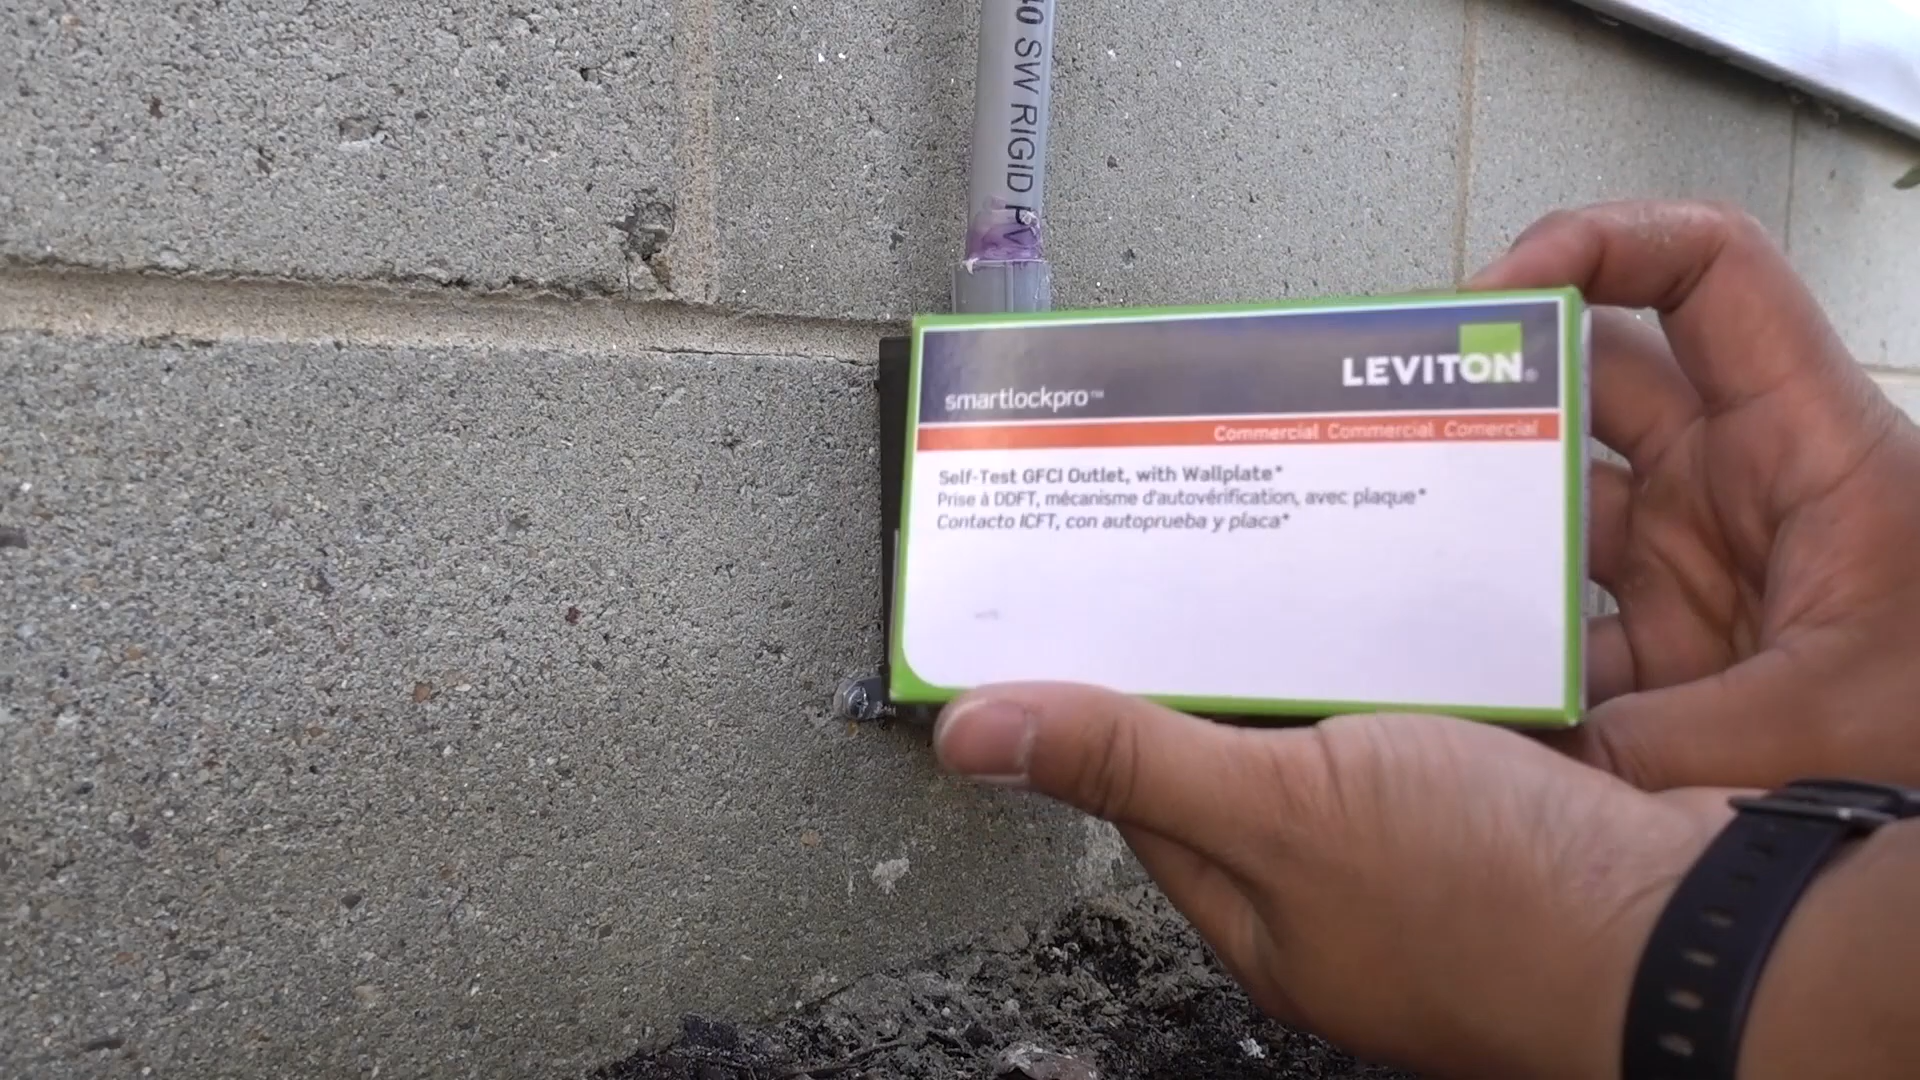 40 SW RIGID PV
LEVITON®
smartlockpro™
Commercial Commercial Comercial
Self-Test GFCI Outlet, with Wallplate*
Prise à DDFT, mécanisme d'autovérification, avec plaque*
Contacto ICFT, con autoprueba y placa*